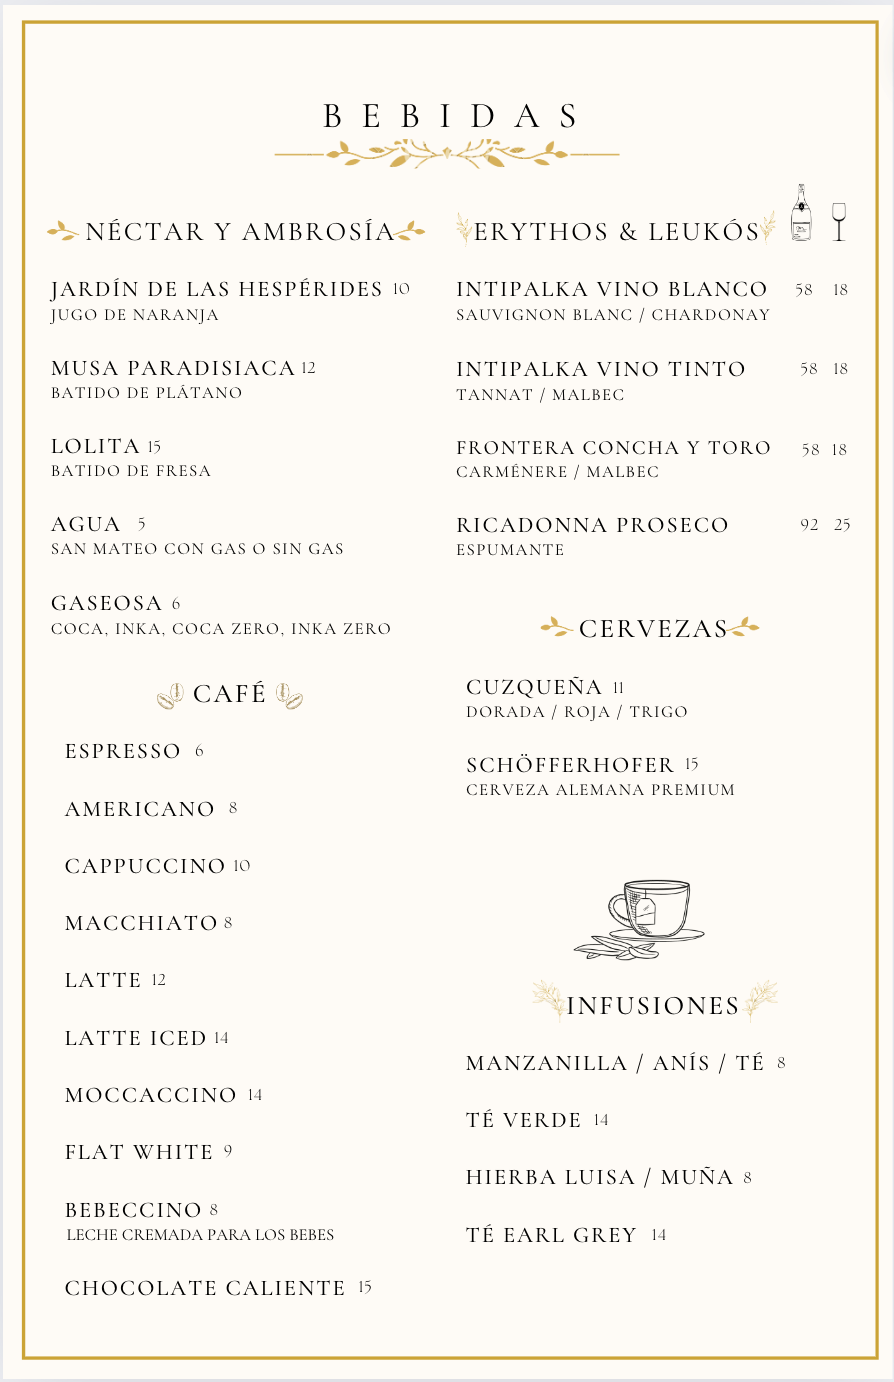 BEBIDAS
NÉCTAR Y AMBROSÍA
JARDÍN DE LAS HESPÉRIDES 10
JUGO DE NARANJA
MUSA PARADISIACA 12
BATIDO DE PLÁTANO
LOLITA 15
BATIDO DE FRESA
AGUA 5
SAN MATEO CON GAS O SIN GAS
GASEOSA 6
COCA, INKA, COCA ZERO, INKA ZERO
CAFÉ
ESPRESSO 6
AMERICANO 8
CAPPUCCINO 10
MACCHIATO 8
LATTE 12
LATTE ICED 14
MOCCACCINO 14
FLAT WHITE 9
BEBECCINO 8
LECHE CREMADA PARA LOS BEBES
CHOCOLATE CALIENTE 15
ERYTHOS & LEUKÓS
INTIPALKA VINO BLANCO 58 18
SAUVIGNON BLANC / CHARDONAY
INTIPALKA VINO TINTO 58 18
TANNAT / MALBEC
FRONTERA CONCHA Y TORO 58 18
CARMÉNERE / MALBEC
RICADONNA PROSECO 92 25
ESPUMANTE
CERVEZAS
CUZQUEÑA 11
DORADA / ROJA / TRIGO
SCHÖFFERHOFER 15
CERVEZA ALEMANA PREMIUM
INFUSIONES
MANZANILLA / ANÍS / TÉ 8
TÉ VERDE 14
HIERBA LUISA / MUÑA 8
TÉ EARL GREY 14